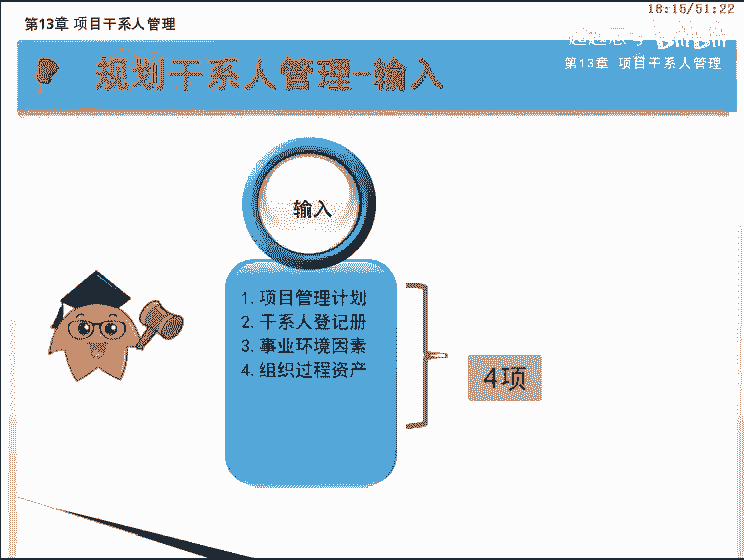 18:15/51:22
第13章 项目干系人管理
规划干系人管理-输入
第13章 项目干系人管理
输入
1. 项目管理计划
2. 干系人登记册
3. 事业环境因素
4. 组织过程资产
4项